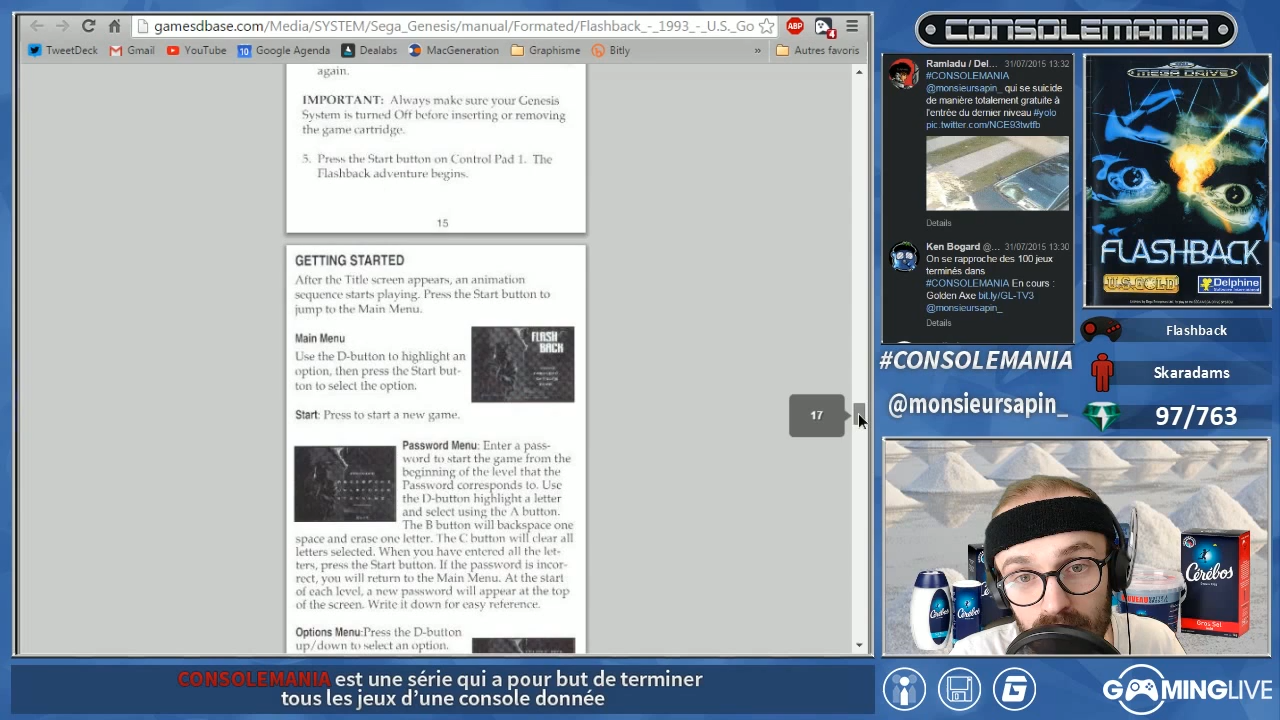 gamesdbase.com/Media/SYSTEM/Sega_Genesis/manual/Formated/Flashback_-_1993_-_U.S._Go
ABP
4
TweetDeck
Gmail
YouTube
10 Google Agenda
Dealabs
MacGeneration
Graphisme
Bitly
»
Autres favoris
again.
IMPORTANT: Always make sure your Genesis
System is turned Off before inserting or removing
the game cartridge.
5. Press the Start button on Control Pad 1. The
Flashback adventure begins.
15
GETTING STARTED
After the Title screen appears, an animation
sequence starts playing. Press the Start button to
jump to the Main Menu.
Main Menu
Use the D-button to highlight an
option, then press the Start but-
ton to select the option.
FLASH
BACK
Start: Press to start a new game.
Password Menu: Enter a pass-
word to start the game from the
beginning of the level that the
Password corresponds to. Use
the D-button highlight a letter
and select using the A button.
The B button will backspace one
space and erase one letter. The C button will clear all
letters selected. When you have entered all the let-
ters, press the Start button. If the password is incor-
rect, you will return to the Main Menu. At the start
of each level, a new password will appear at the top
of the screen. Write it down for easy reference.
Options Menu:Press the D-button
up/down to select an option.
17
CONSOLEMANIA
Ramladu / Del... 31/07/2015 13:32
#CONSOLEMANIA
@monsieursapin_ qui se suicide
de manière totalement gratuite à
l'entrée du dernier niveau #yolo
pic.twitter.com/NCE93twtfb
Details
Ken Bogard @... 31/07/2015 13:30
On se rapproche des 100 jeux
terminés dans
#CONSOLEMANIA En cours :
Golden Axe bit.ly/GL-TV3
@monsieursapin_
Details
MEGA DRIVE
FLASHBACK
U.S. GOLD
Delphine
Software International
#CONSOLEMANIA
@monsieursapin_
Flashback
Skaradams
97/763
Cérébos
Cérébos
Gros Sel
CONSOLEMANIA est une série qui a pour but de terminer
tous les jeux d'une console donnée
G
GAMINGLIVE